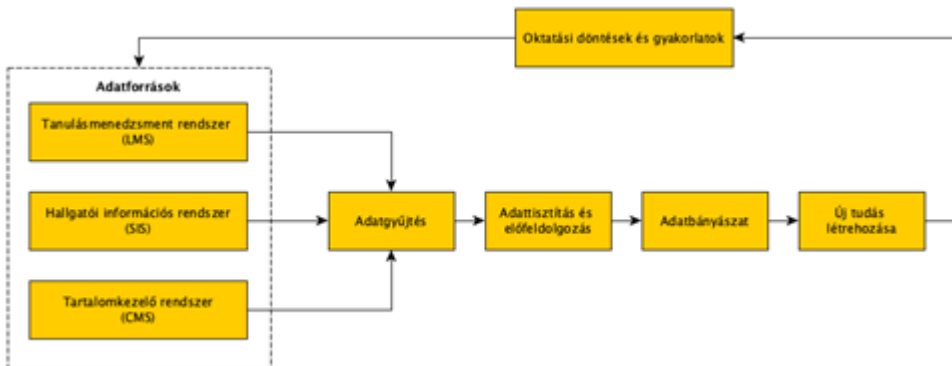 Oktatási döntések és gyakorlatok
Adatforrások
Tanulásmenedzsment rendszer
(LMS)
Hallgatói információs rendszer
(SIS)
Tartalomkezelő rendszer
(CMS)
Adatgyűjtés
Adattisztítás és
előfeldolgozás
Adatbányászat
Új tudás
létrehozása